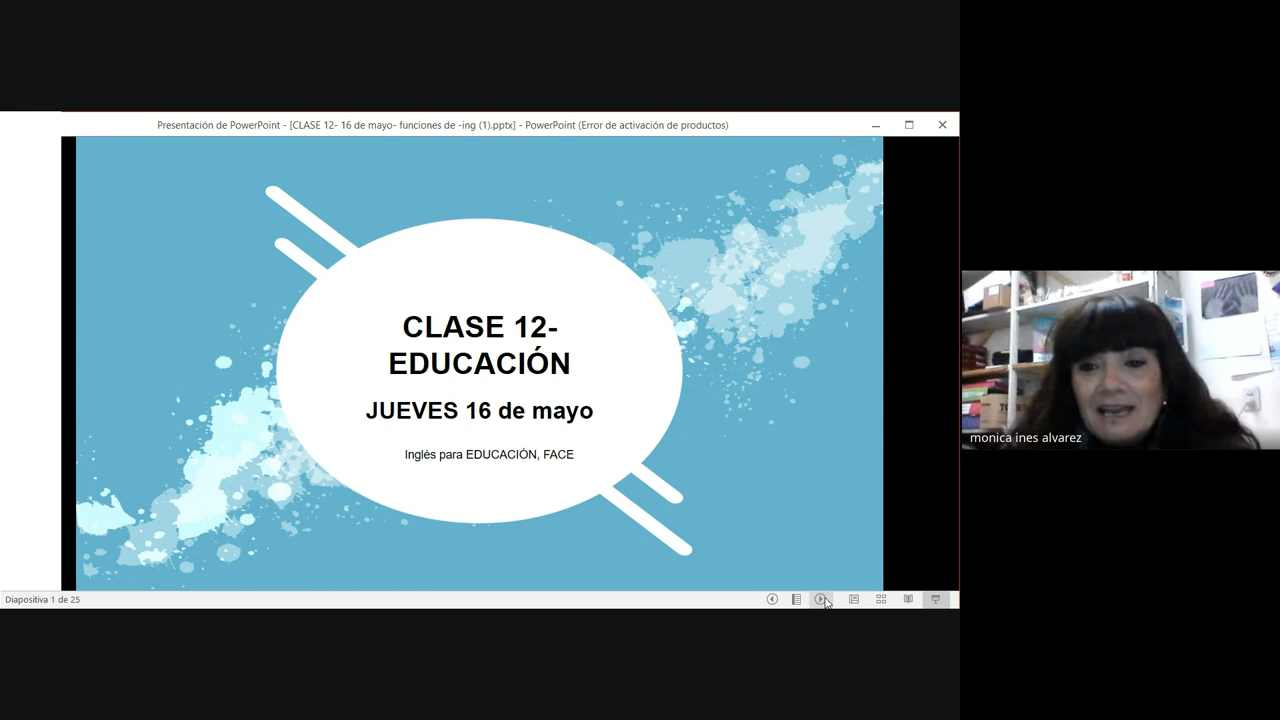 Presentación de PowerPoint - [CLASE 12- 16 de mayo- funciones de -ing (1).pptx] - PowerPoint (Error de activación de productos)
CLASE 12-
EDUCACIÓN
JUEVES 16 de mayo
Inglés para EDUCACIÓN, FACE
monica ines alvarez
Diapositiva 1 de 25